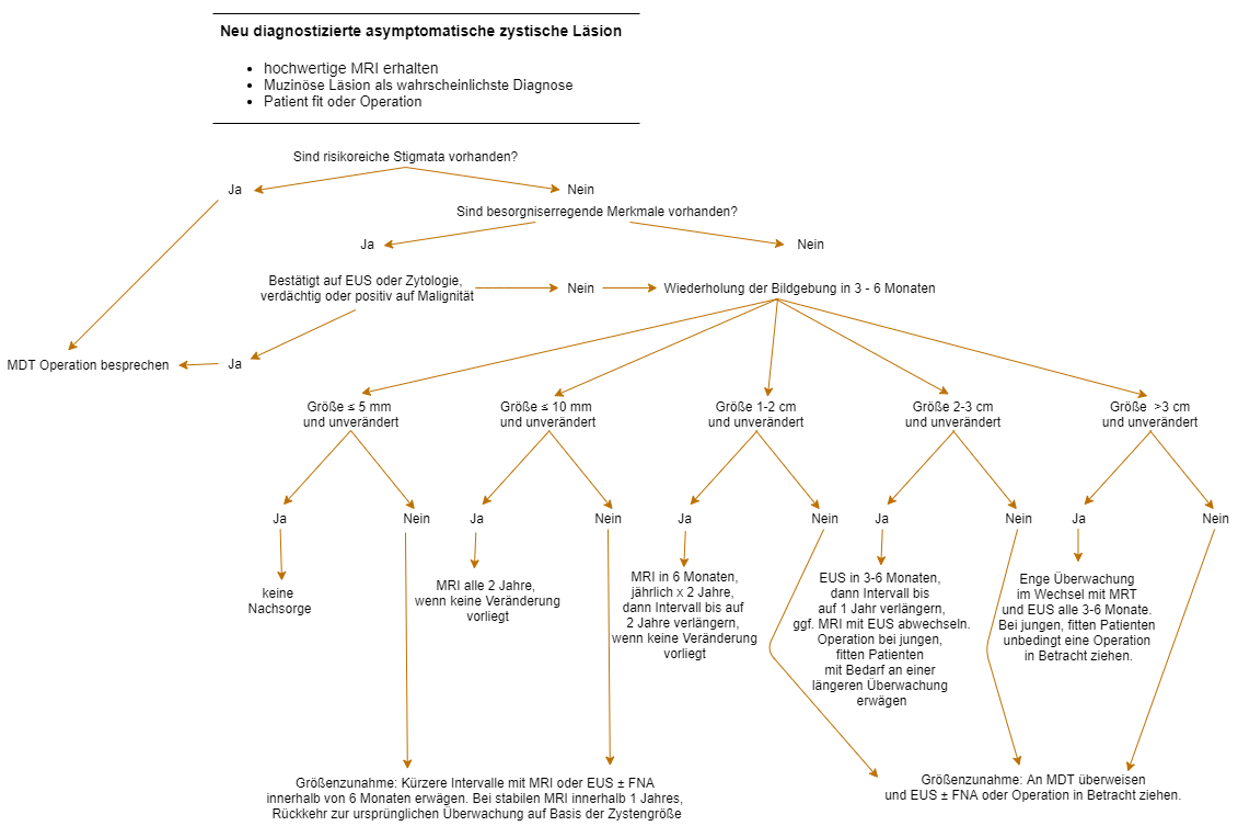 Neu diagnostizierte asymptomatische zystische Läsion
hochwertige MRI erhalten
Muzinöse Läsion als wahrscheinlichste Diagnose
Patient fit oder Operation
Sind risikoreiche Stigmata vorhanden?
Ja
Nein
Sind besorgniserregende Merkmale vorhanden?
Ja
Nein
Bestätigt auf EUS oder Zytologie,
verdächtig oder positiv auf Malignität
Nein
Wiederholung der Bildgebung in 3 - 6 Monaten
MDT Operation besprechen
Ja
Größe ≤ 5 mm
und unverändert
Größe ≤ 10 mm
und unverändert
Größe 1-2 cm
und unverändert
Größe 2-3 cm
und unverändert
Größe >3 cm
und unverändert
Ja
Nein
Ja
Nein
Ja
Nein
Ja
Nein
Ja
Nein
keine
Nachsorge
MRI alle 2 Jahre,
wenn keine Veränderung
vorliegt
MRI in 6 Monaten,
jährlich x 2 Jahre,
dann Intervall bis auf
2 Jahre verlängern,
wenn keine Veränderung
vorliegt
EUS in 3-6 Monaten,
dann Intervall bis
auf 1 Jahr verlängern,
ggf. MRI mit EUS abwechseln.
Operation bei jungen,
fitten Patienten
mit Bedarf an einer
längeren Überwachung
erwägen
Enge Überwachung
im Wechsel mit MRT
und EUS alle 3-6 Monate.
Bei jungen, fitten Patienten
unbedingt eine Operation
in Betracht ziehen.
Größenzunahme: Kürzere Intervalle mit MRI oder EUS ± FNA
innerhalb von 6 Monaten erwägen. Bei stabilen MRI innerhalb 1 Jahres,
Rückkehr zur ursprünglichen Überwachung auf Basis der Zystengröße
Größenzunahme: An MDT überweisen
und EUS ± FNA oder Operation in Betracht ziehen.